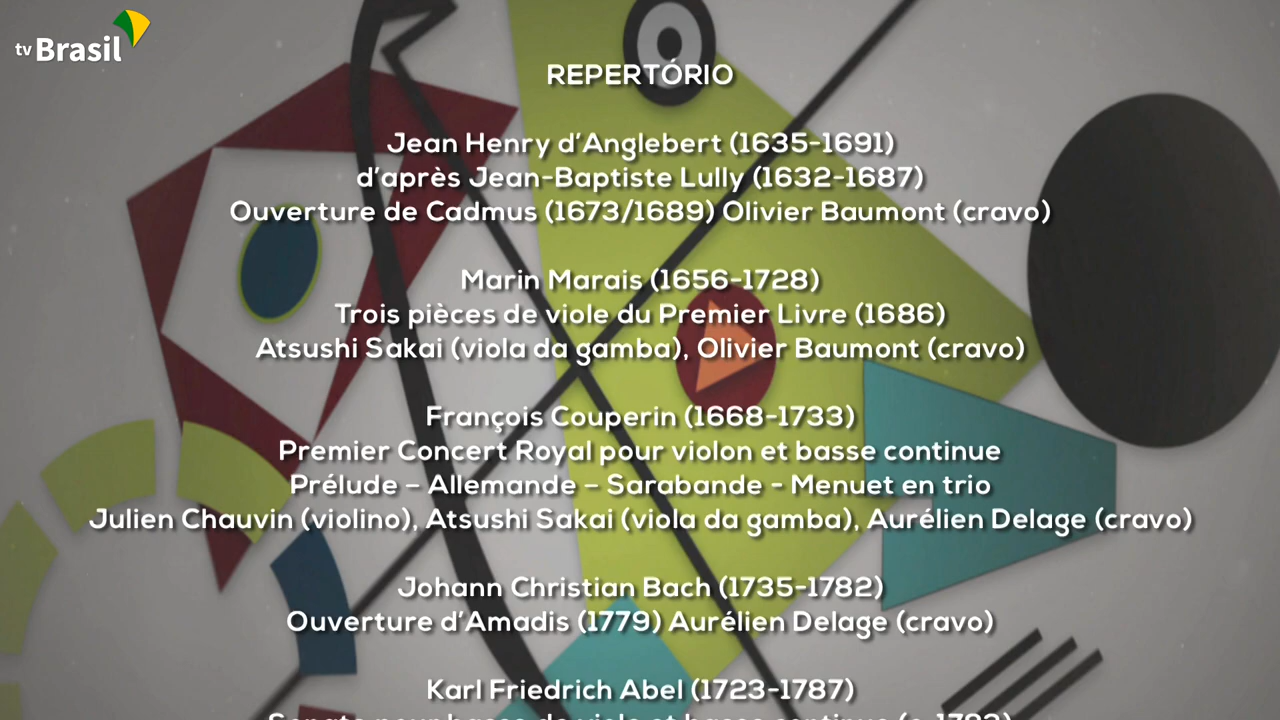 tv Brasil
REPERTÓRIO
Jean Henry d'Anglebert (1635-1691)
d'après Jean-Baptiste Lully (1632-1687)
Ouverture de Cadmus (1673/1689) Olivier Baumont (cravo)
Marin Marais (1656-1728)
Trois pièces de viole du Premier Livre (1686)
Atsushi Sakai (viola da gamba), Olivier Baumont (cravo)
François Couperin (1668-1733)
Premier Concert Royal pour violon et basse continue
Prélude – Allemande – Sarabande - Menuet en trio
Julien Chauvin (violino), Atsushi Sakai (viola da gamba), Aurélien Delage (cravo)
Johann Christian Bach (1735-1782)
Ouverture d'Amadis (1779) Aurélien Delage (cravo)
Karl Friedrich Abel (1723-1787)